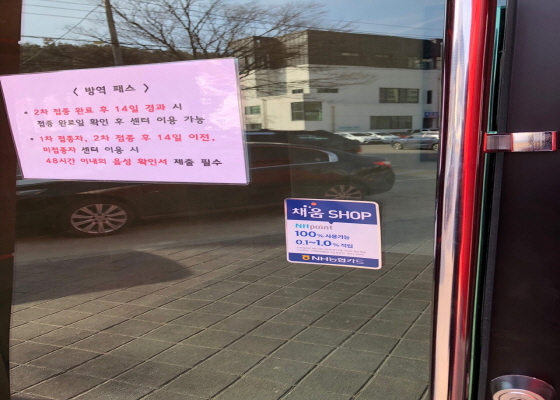 < 방역 패스 >
• 2차 접종 완료 후 14일 경과 시
접종 완료일 확인 후 센터 이용 가능
• 1차 접종자, 2차 접종 후 14일 이전,
미접종자 센터 이용 시
48시간 이내의 음성 확인서 제출 필수
채움 SHOP
NHpoint
100% 사용가능
0.1~1.0% 적립
NH농협카드